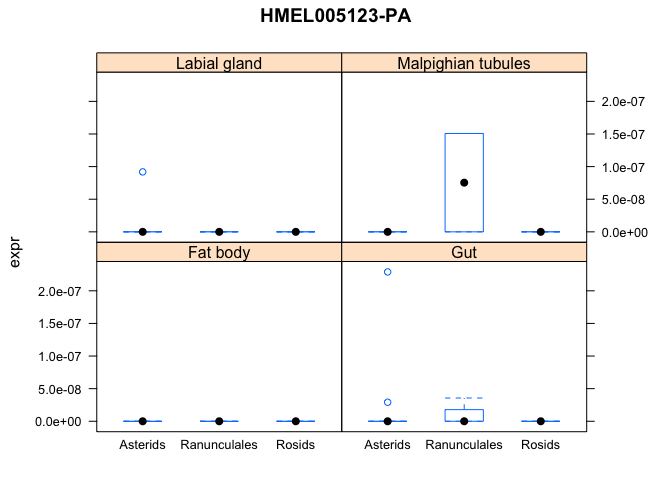 HMEL005123-PA
Labial gland
Malpighian tubules
2.0e-07
1.5e-07
1.0e-07
5.0e-08
0.0e+00
expr
Fat body
Gut
2.0e-07
1.5e-07
1.0e-07
5.0e-08
0.0e+00
Asterids Ranunculales Rosids
Asterids Ranunculales Rosids